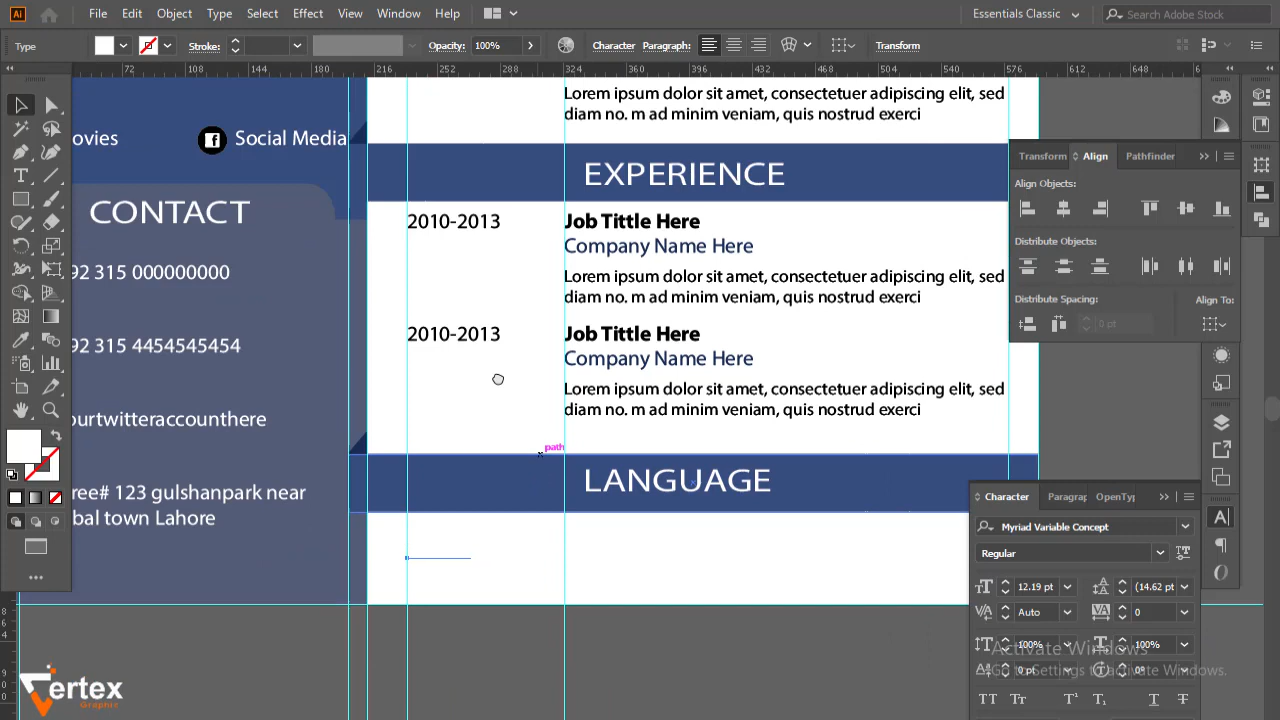 Ai File Edit Object Type Select Effect View Window Help Essentials Classic Search Adobe Stock
Type Stroke: Opacity: 100% Character Paragraph: Transform
72 108 144 180 216 252 288 324 360 396 432 468 504 540 576 612 648
Lorem ipsum dolor sit amet, consectetuer adipiscing elit, sed
diam no. m ad minim veniam, quis nostrud exerci
ovies Social Media
EXPERIENCE
CONTACT
2010-2013 Job Tittle Here
Company Name Here
92 315 000000000
Lorem ipsum dolor sit amet, consectetuer adipiscing elit, sed
diam no. m ad minim veniam, quis nostrud exerci
2010-2013 Job Tittle Here
92 315 4454545454
Company Name Here
Lorem ipsum dolor sit amet, consectetuer adipiscing elit, sed
diam no. m ad minim veniam, quis nostrud exerci
ourtwitteraccounthere
path
LANGUAGE
ree# 123 gulshanpark near
bal town Lahore
Transform Align Pathfinder
Align Objects:
Distribute Objects:
Distribute Spacing: Align To:
0 pt
Character Paragrap OpenTyp
Myriad Variable Concept
Regular
12.19 pt (14.62 pt
Auto 0
100% 100%
0 pt 0°
Activate Windows
Go to Settings to activate Windows.
Vertex
Graphic